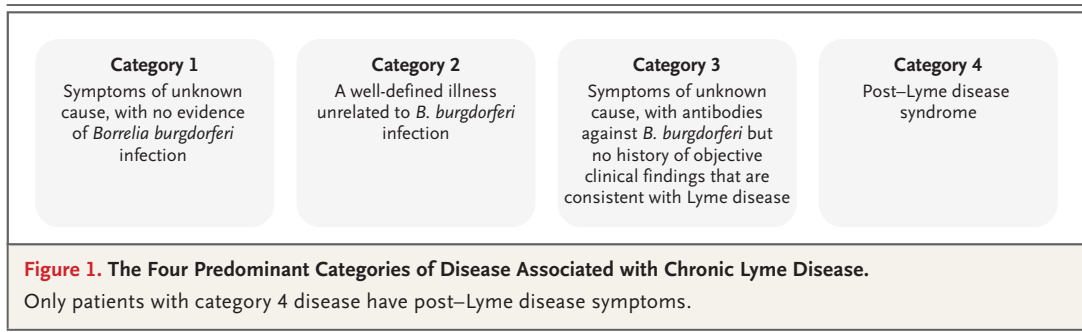 Category 1
Symptoms of unknown
cause, with no evidence
of Borrelia burgdorferi
infection
Category 2
A well-defined illness
unrelated to B. burgdorferi
infection
Category 3
Symptoms of unknown
cause, with antibodies
against B. burgdorferi but
no history of objective
clinical findings that are
consistent with Lyme disease
Category 4
Post–Lyme disease
syndrome
Figure 1. The Four Predominant Categories of Disease Associated with Chronic Lyme Disease.
Only patients with category 4 disease have post–Lyme disease symptoms.